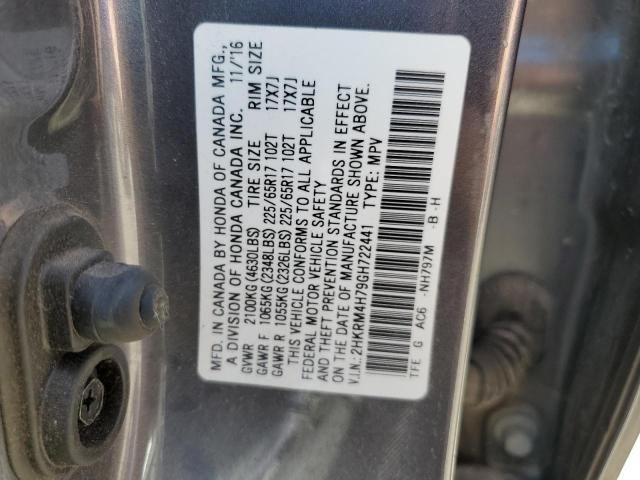 MFD. IN CANADA BY HONDA OF CANADA MFG.,
A DIVISION OF HONDA CANADA INC. 11/'16
GVWR 2100KG(4630LBS) TIRE SIZE RIM SIZE
GAWR F 1065KG(2348LBS) 225/65R17 102T 17X7J
GAWR R 1055KG(2326LBS) 225/65R17 102T 17X7J
THIS VEHICLE CONFORMS TO ALL APPLICABLE
FEDERAL MOTOR VEHICLE SAFETY
AND THEFT PREVENTION STANDARDS IN EFFECT
ON THE DATE OF MANUFACTURE SHOWN ABOVE.
V.I.N.: 2HKRM4H79GH722441 TYPE: MPV
TFE G AC6 -NH797M -B -H